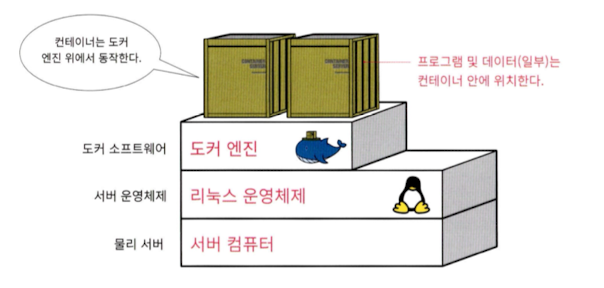 컨테이너는 도커
엔진 위에서 동작한다.
프로그램 및 데이터(일부)는
컨테이너 안에 위치한다.
도커 소프트웨어
도커 엔진
서버 운영체제
리눅스 운영체제
물리 서버
서버 컴퓨터